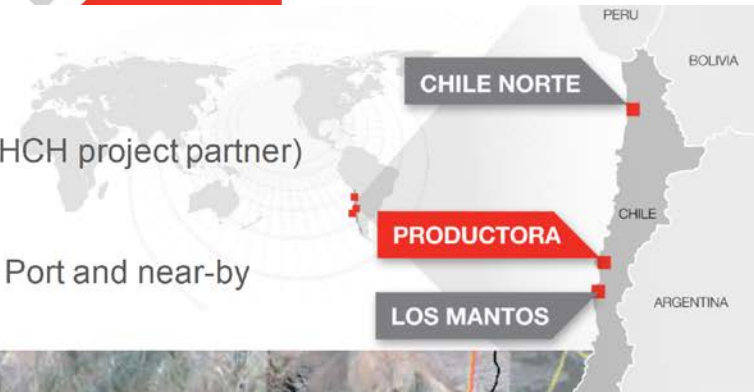 PERU
BOLIVIA
CHILE NORTE
HCH project partner)
CHILE
PRODUCTORA
Port and near-by
ARGENTINA
LOS MANTOS